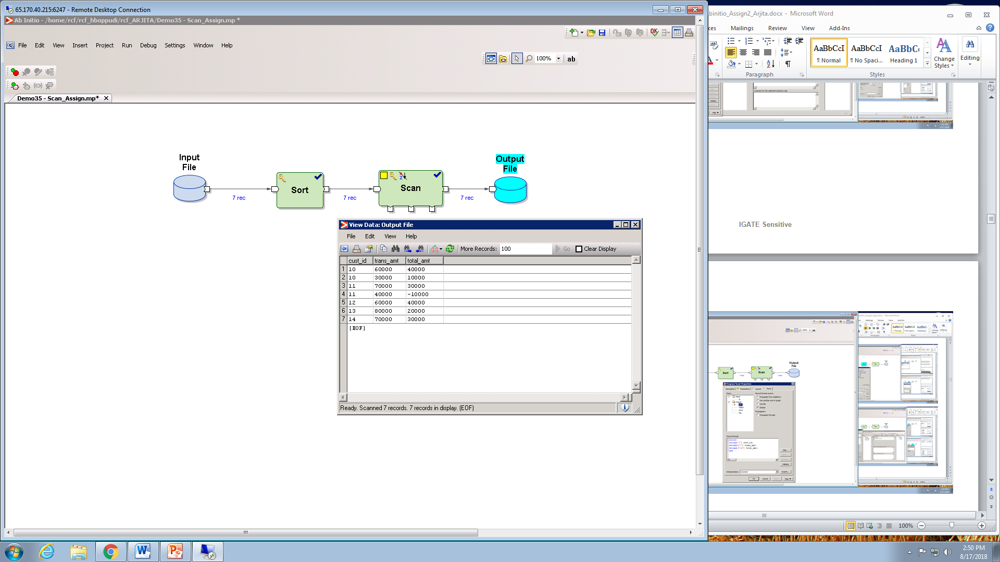 65.170.40.215:6247 - Remote Desktop Connection
Ab Initio - /home/rcf/rcf_hboppudi/rcf_ARJITA/Demo35 - Scan_Assign.mp *
File Edit View Insert Project Run Debug Settings Window Help
100% ab
Demo35 - Scan_Assign.mp*
Input
File
Sort
Scan
Output
File
7 rec
7 rec
7 rec
View Data: Output File
File Edit View Help
More Records: 100 Go Clear Display
cust_id trans_amt total_amt
1 10 60000 40000
2 10 30000 10000
3 11 70000 30000
4 11 40000 -10000
5 12 60000 40000
6 13 80000 20000
7 14 70000 30000
[EOF]
Ready. Scanned 7 records. 7 records in display. (EOF)
binitio_Assign2_Arjita.docx - Microsoft Word
ces Mailings Review View Add-Ins
AaBbCcI AaBbCcI AaBbC
¶ Normal ¶ No Spaci... Heading 1
Change
Styles
Editing
Paragraph
Styles
IGATE Sensitive
Output
File
Sort
Scan
100%
2:50 PM
8/17/2018